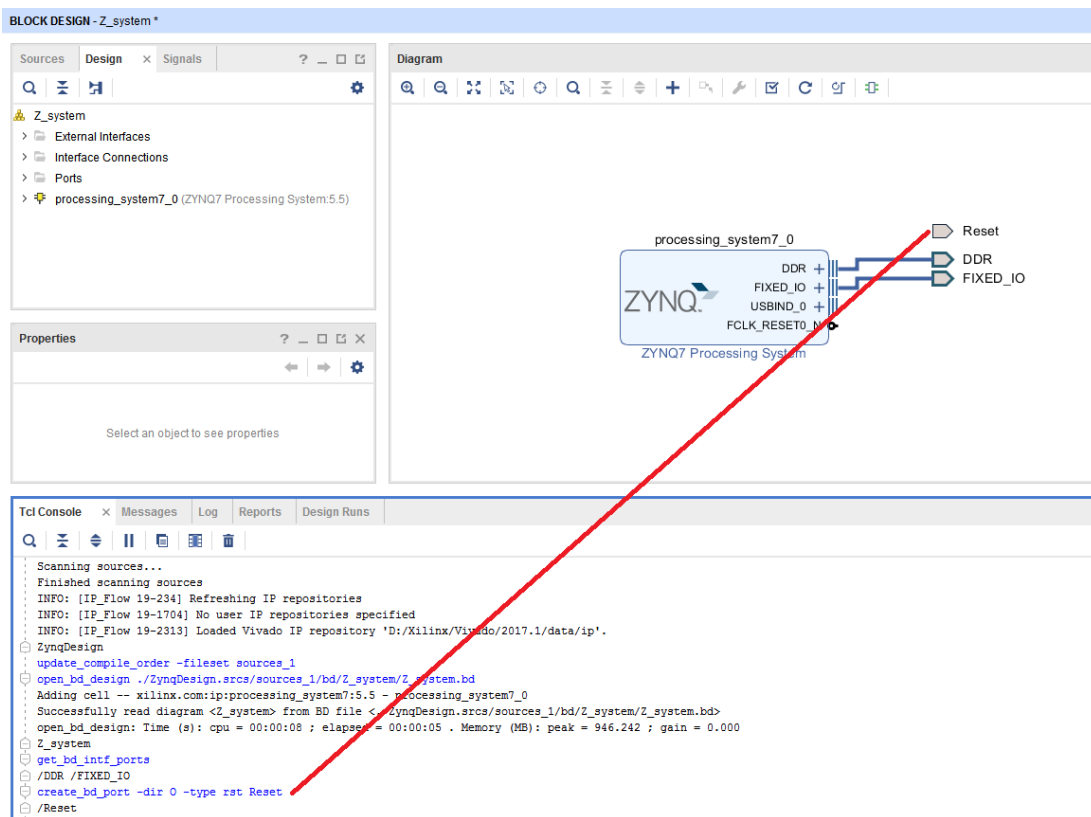 BLOCK DESIGN - Z_system *
Sources Design × Signals ? _
Z_system
External Interfaces
Interface Connections
Ports
processing_system7_0 (ZYNQ7 Processing System:5.5)
Properties ? _
Select an object to see properties
Diagram
Reset
processing_system7_0
DDR
DDR
FIXED_IO
FIXED_IO
USBIND_0
FCLK_RESET0_N
ZYNQ
ZYNQ7 Processing System
Tcl Console × Messages Log Reports Design Runs
Scanning sources...
Finished scanning sources
INFO: [IP_Flow 19-234] Refreshing IP repositories
INFO: [IP_Flow 19-1704] No user IP repositories specified
INFO: [IP_Flow 19-2313] Loaded Vivado IP repository 'D:/Xilinx/Vivado/2017.1/data/ip'.
ZynqDesign
update_compile_order -fileset sources_1
open_bd_design ./ZynqDesign.srcs/sources_1/bd/Z_system/Z_system.bd
Adding cell -- xilinx.com:ip:processing_system7:5.5 - processing_system7_0
Successfully read diagram <Z_system> from BD file <./ZynqDesign.srcs/sources_1/bd/Z_system/Z_system.bd>
open_bd_design: Time (s): cpu = 00:00:08 ; elapsed = 00:00:05 . Memory (MB): peak = 946.242 ; gain = 0.000
Z_system
get_bd_intf_ports
/DDR /FIXED_IO
create_bd_port -dir O -type rst Reset
/Reset